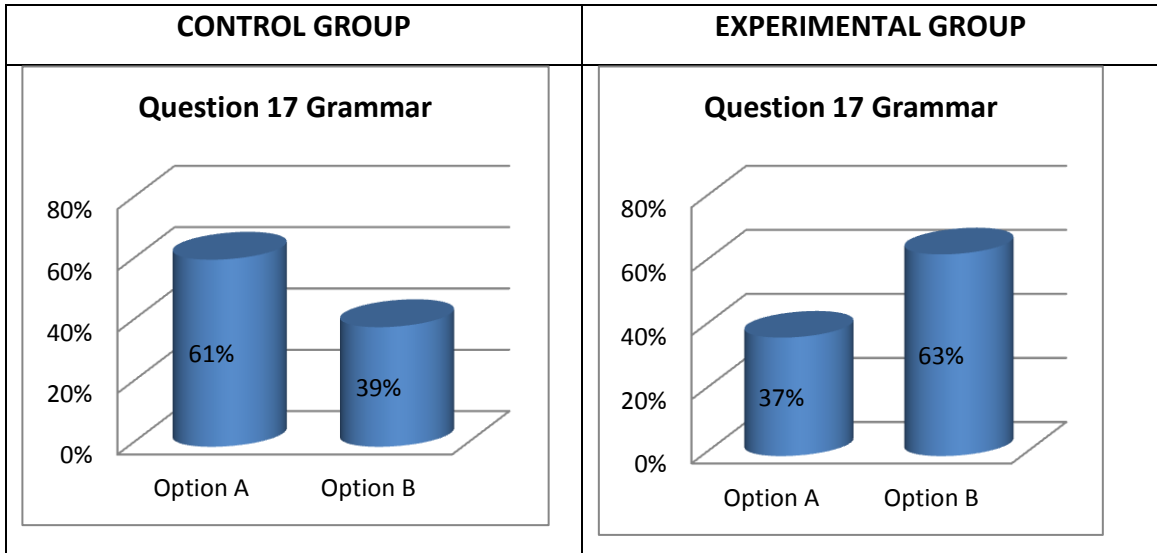 CONTROL GROUP
EXPERIMENTAL GROUP
Question 17 Grammar
80%
60%
40%
20%
0%
61%
39%
Option A
Option B
Question 17 Grammar
80%
60%
40%
20%
0%
37%
63%
Option A
Option B